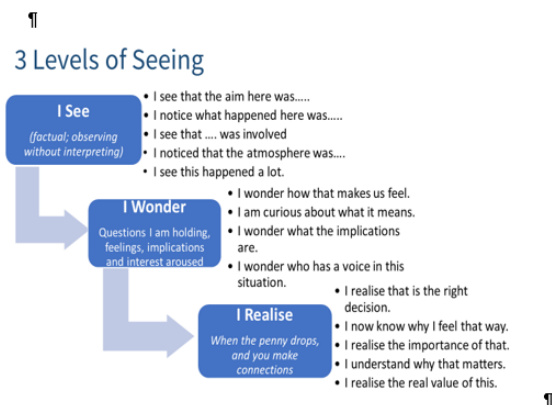 ¶
3 Levels of Seeing
I See
(factual; observing
without interpreting)
• I see that the aim here was.....
• I notice what happened here was.....
• I see that .... was involved
• I noticed that the atmosphere was....
• I see this happened a lot.
I Wonder
Questions I am holding,
feelings, implications
and interest aroused
• I wonder how that makes us feel.
• I am curious about what it means.
• I wonder what the implications
are.
• I wonder who has a voice in this
situation.
I Realise
When the penny drops,
and you make
connections
• I realise that is the right
decision.
• I now know why I feel that way.
• I realise the importance of that.
• I understand why that matters.
• I realise the real value of this.
¶